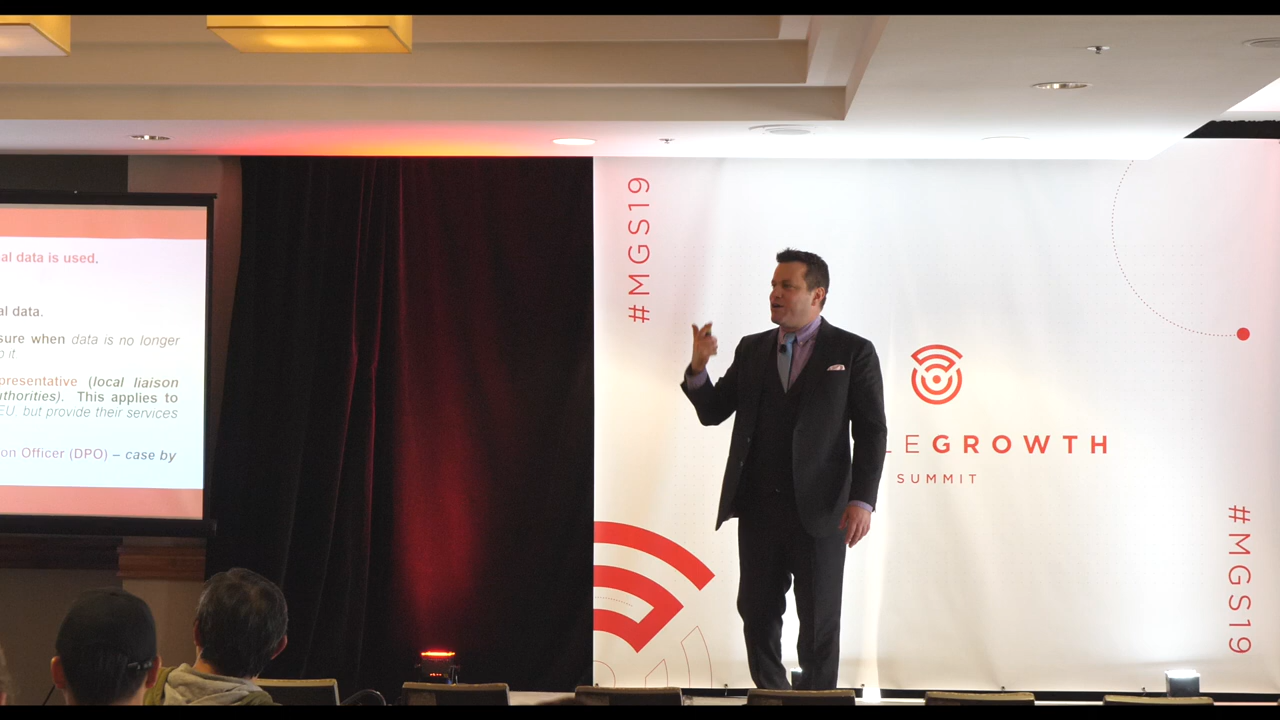 al data is used.
al data.
sure when data is no longer
o it
presentative (local liaison
uthorities). This applies to
EU, but provide their services
on Officer (DPO) – case by
#MGS19
LE GROWTH
SUMMIT
#MGS19